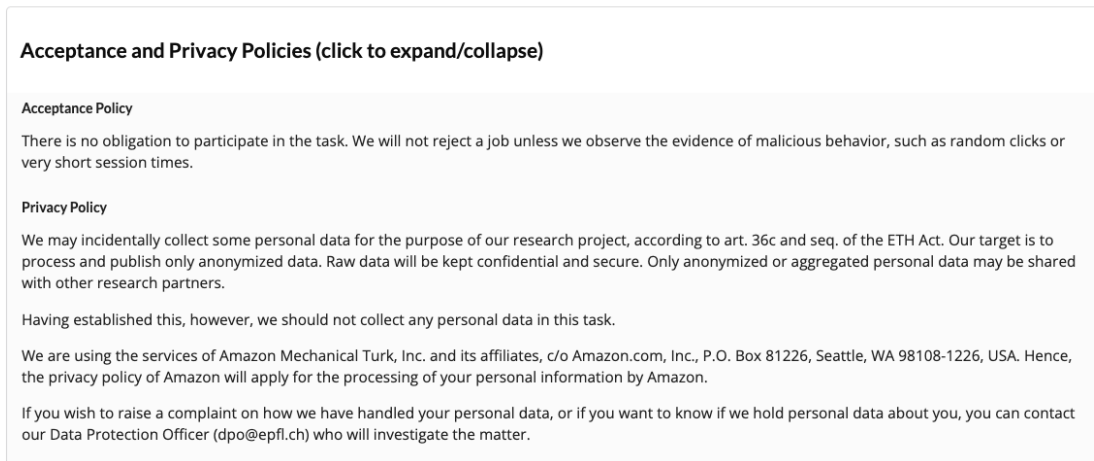 Acceptance and Privacy Policies (click to expand/collapse)
Acceptance Policy
There is no obligation to participate in the task. We will not reject a job unless we observe the evidence of malicious behavior, such as random clicks or
very short session times.
Privacy Policy
We may incidentally collect some personal data for the purpose of our research project, according to art. 36c and seq. of the ETH Act. Our target is to
process and publish only anonymized data. Raw data will be kept confidential and secure. Only anonymized or aggregated personal data may be shared
with other research partners.
Having established this, however, we should not collect any personal data in this task.
We are using the services of Amazon Mechanical Turk, Inc. and its affiliates, c/o Amazon.com, Inc., P.O. Box 81226, Seattle, WA 98108-1226, USA. Hence,
the privacy policy of Amazon will apply for the processing of your personal information by Amazon.
If you wish to raise a complaint on how we have handled your personal data, or if you want to know if we hold personal data about you, you can contact
our Data Protection Officer (dpo@epfl.ch) who will investigate the matter.